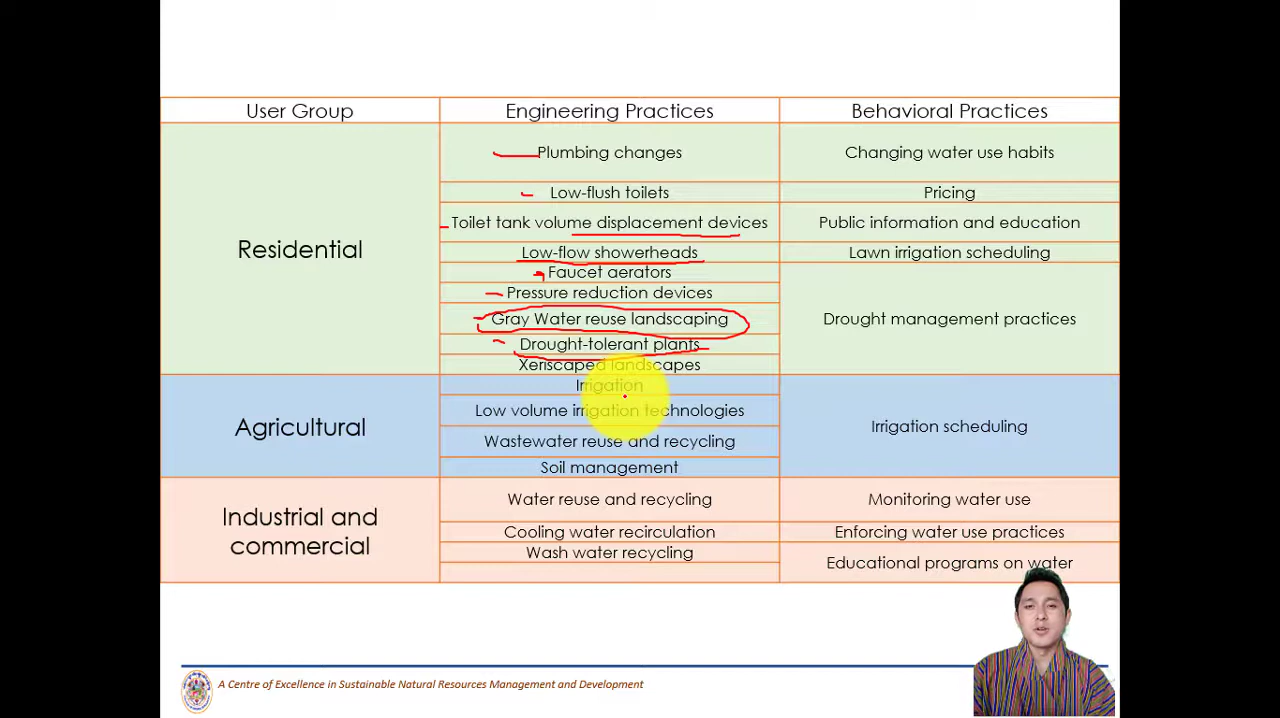 User Group Engineering Practices Behavioral Practices
Plumbing changes Changing water use habits
Low-flush toilets Pricing
Toilet tank volume displacement devices Public information and education
Residential
Low-flow showerheads Lawn irrigation scheduling
Faucet aerators
Pressure reduction devices
Gray Water reuse landscaping Drought management practices
Drought-tolerant plants
Xeriscaped landscapes
Irrigation
Low volume irrigation technologies
Agricultural Irrigation scheduling
Wastewater reuse and recycling
Soil management
Water reuse and recycling Monitoring water use
Industrial and
commercial
Cooling water recirculation Enforcing water use practices
Wash water recycling
Educational programs on water
A Centre of Excellence in Sustainable Natural Resources Management and Development